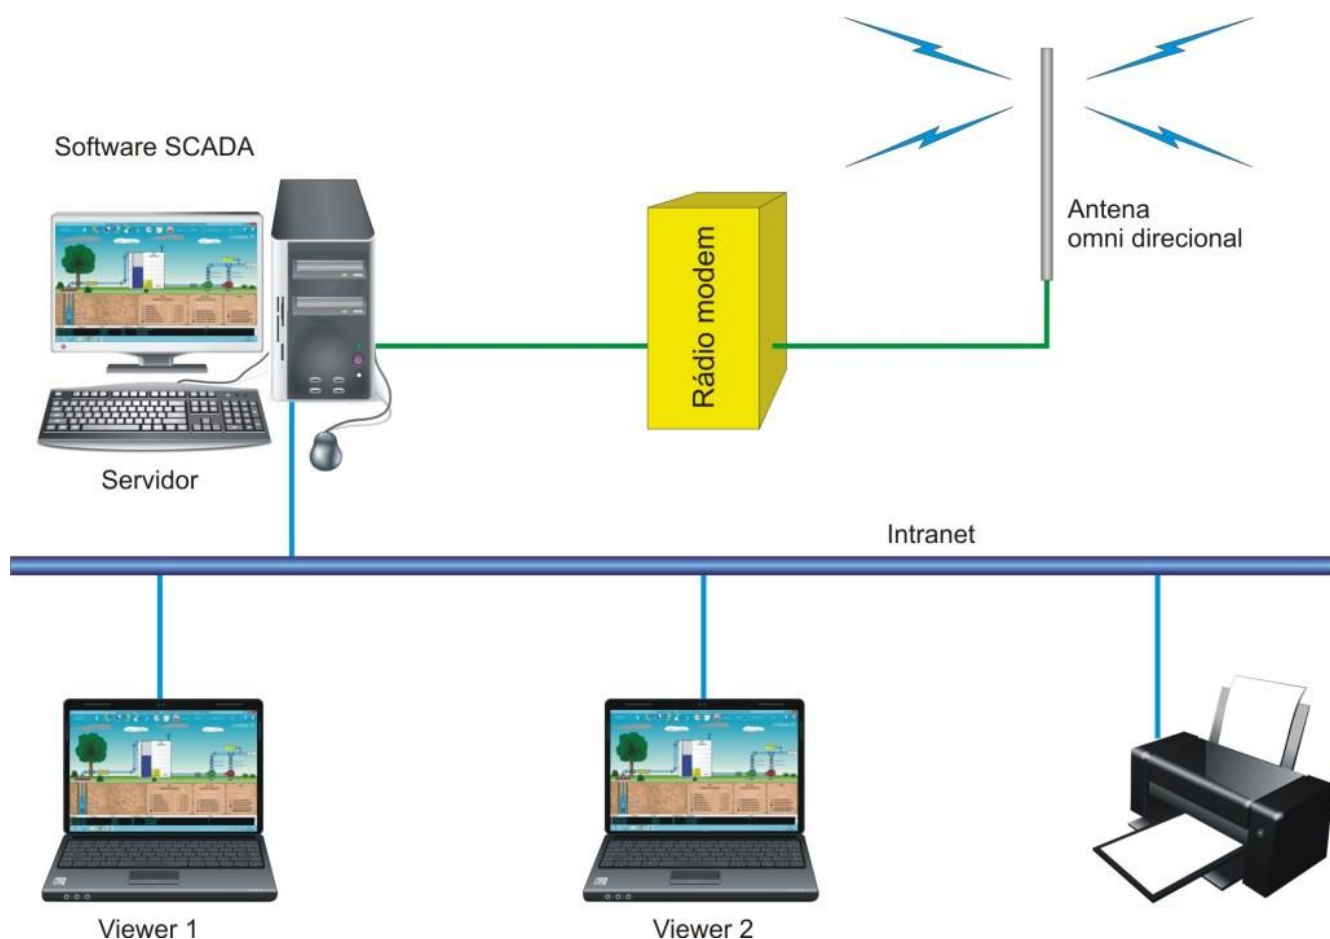 Software SCADA
Servidor
Rádio modem
Antena
omni direcional
Intranet
Viewer 1
Viewer 2